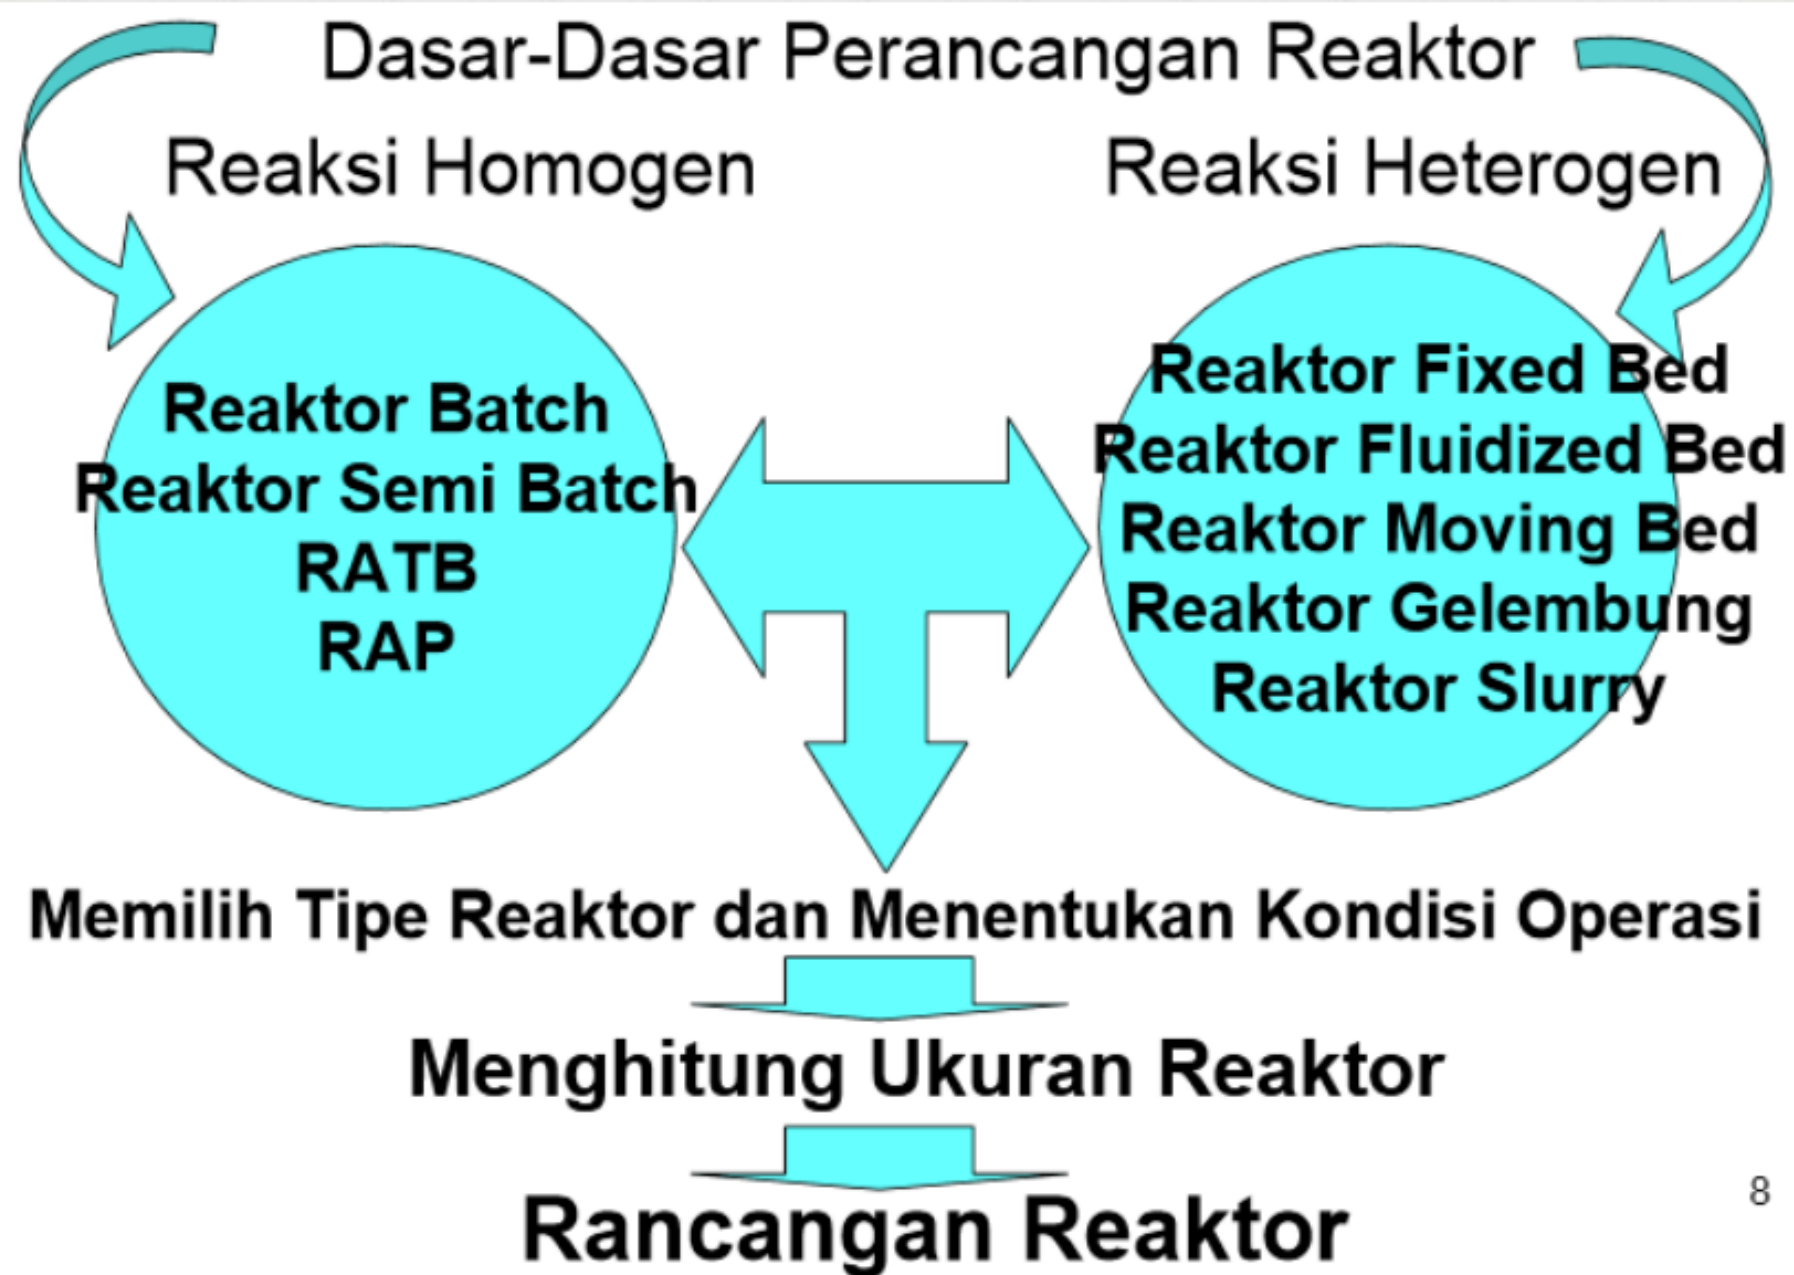 Dasar-Dasar Perancangan Reaktor
Reaksi Homogen
Reaksi Heterogen
Reaktor Batch
Reaktor Semi Batch
RATB
RAP
Reaktor Fixed Bed
Reaktor Fluidized Bed
Reaktor Moving Bed
Reaktor Gelembung
Reaktor Slurry
Memilih Tipe Reaktor dan Menentukan Kondisi Operasi
Menghitung Ukuran Reaktor
Rancangan Reaktor
8